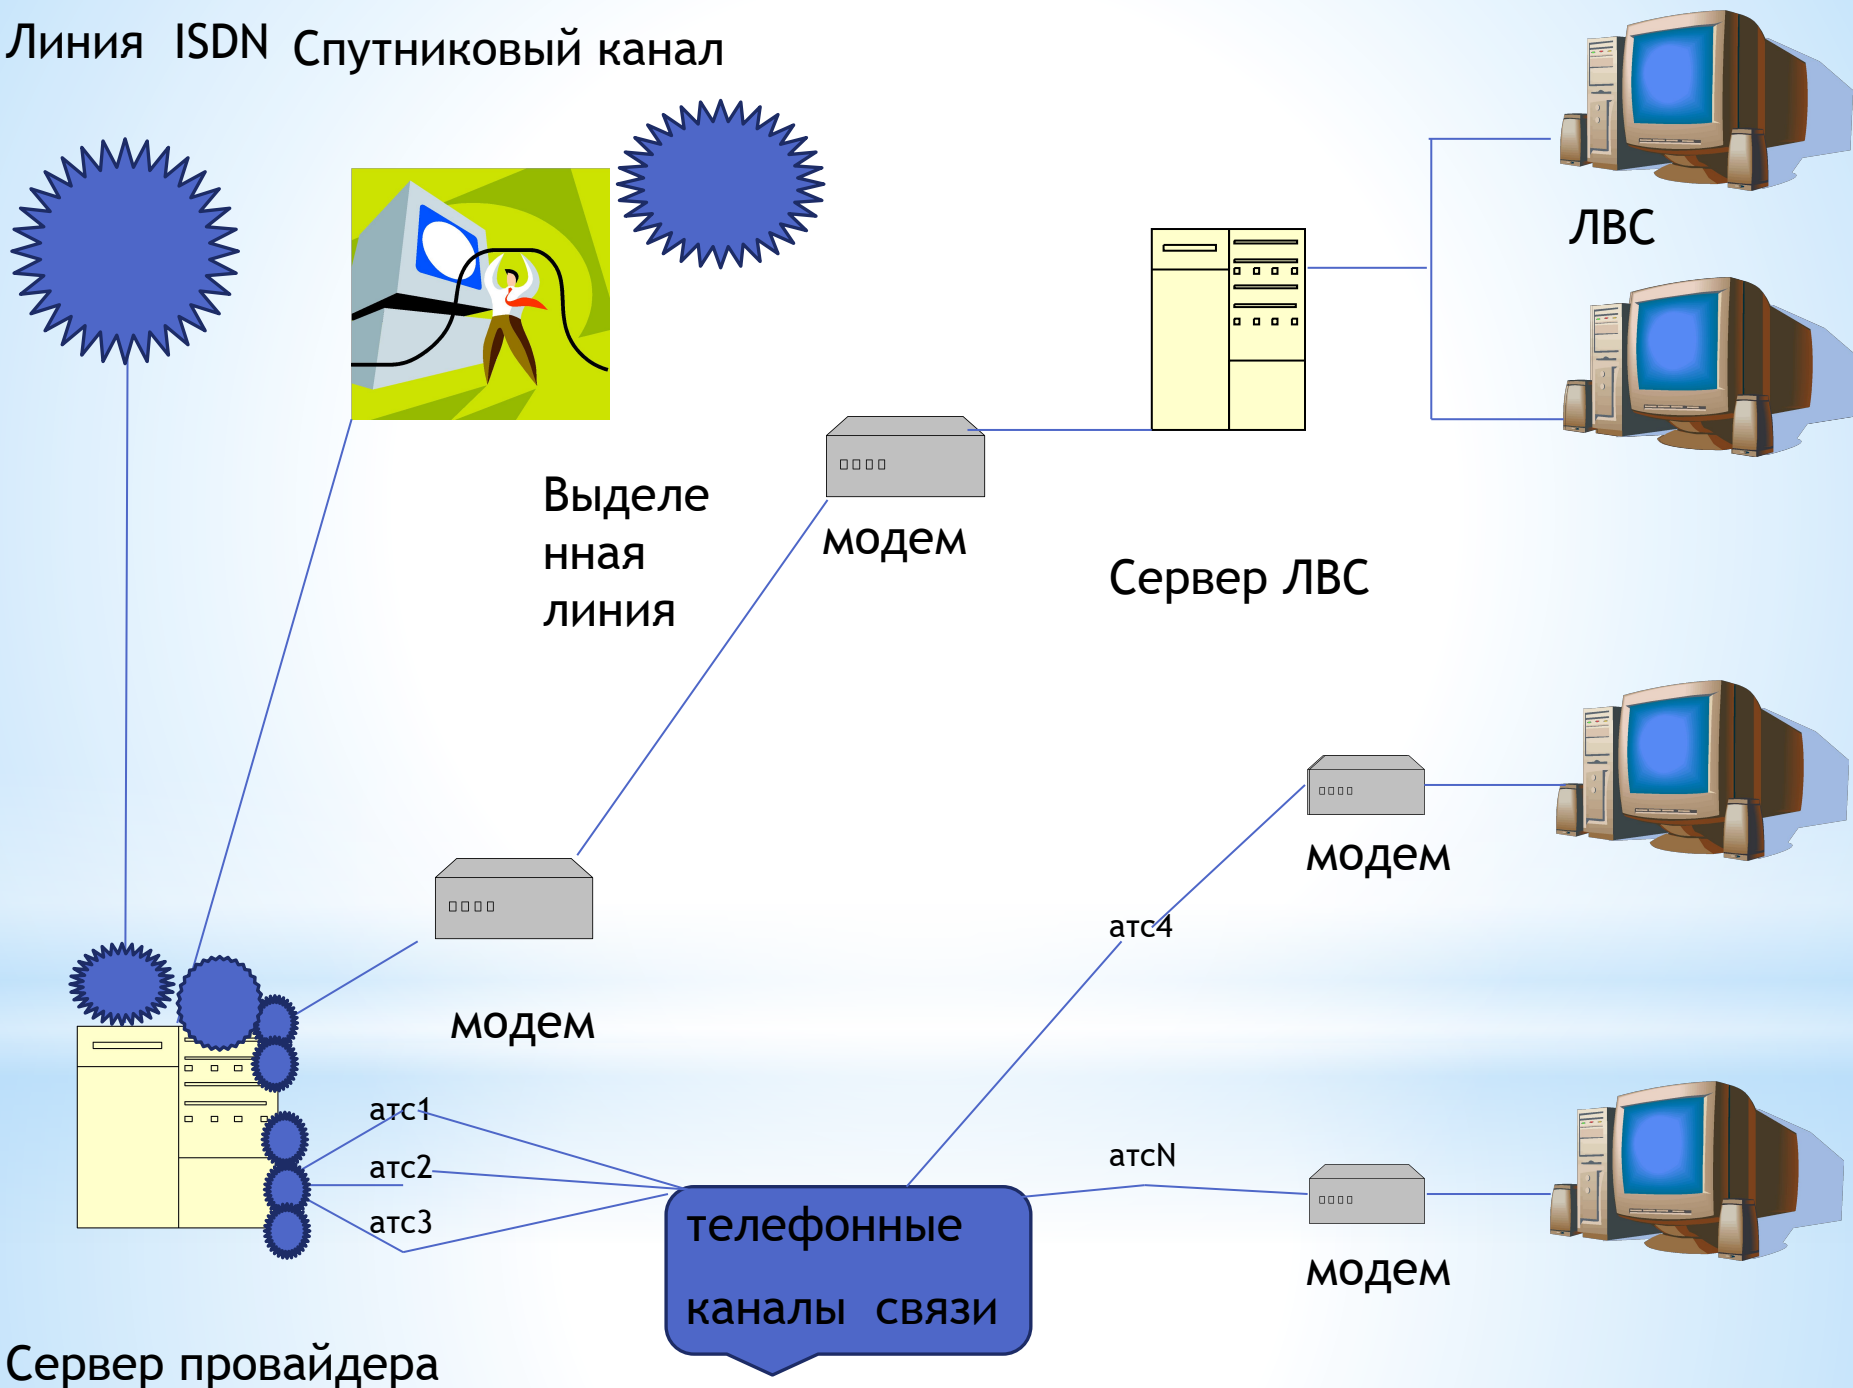 Линия ISDN
Спутниковый канал
ЛВС
Выделе
нная
линия
модем
Сервер ЛВС
модем
атс4
модем
атс1
атс2
атс3
атсN
телефонные
каналы связи
модем
Сервер провайдера